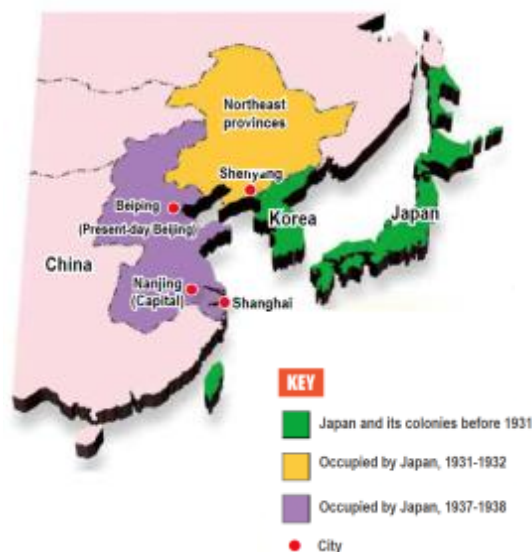 Northeast
provinces
Shenyang
Beiping
(Present-day Beijing)
Korea
Japan
China
Nanjing
(Capital)
Shanghai
KEY
Japan and its colonies before 1931
Occupied by Japan, 1931-1932
Occupied by Japan, 1937-1938
City